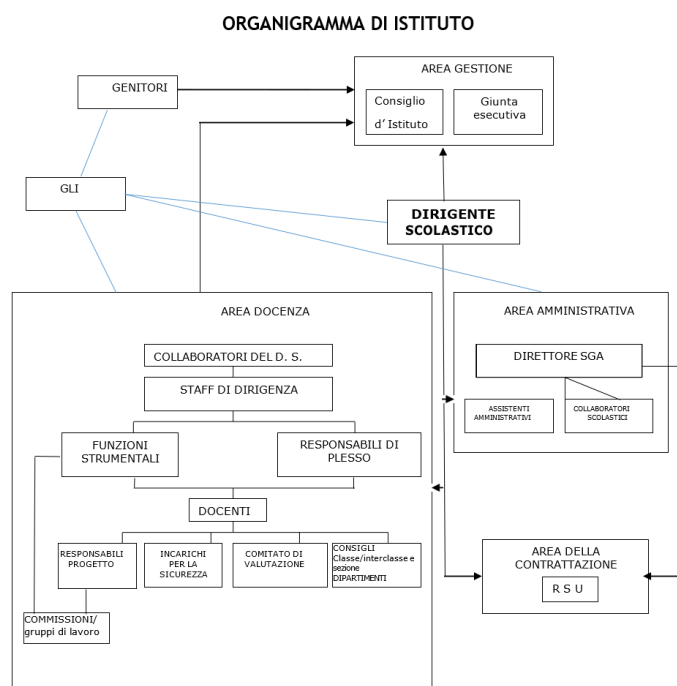 ORGANIGRAMMA DI ISTITUTO
AREA GESTIONE
GENITORI
Consiglio
d’ Istituto
Giunta
esecutiva
GLI
DIRIGENTE
SCOLASTICO
AREA DOCENZA
COLLABORATORI DEL D. S.
STAFF DI DIRIGENZA
FUNZIONI
STRUMENTALI
RESPONSABILI DI
PLESSO
DOCENTI
RESPONSABILI
PROGETTO
INCARICHI
PER LA
SICUREZZA
COMITATO DI
VALUTAZIONE
CONSIGLI
Classe/interclasse e
sezione
DIPARTIMENTI
COMMISSIONI/
gruppi di lavoro
AREA AMMINISTRATIVA
DIRETTORE SGA
ASSISTENTI
AMMINISTRATIVI
COLLABORATORI
SCOLASTICI
AREA DELLA
CONTRATTAZIONE
R S U